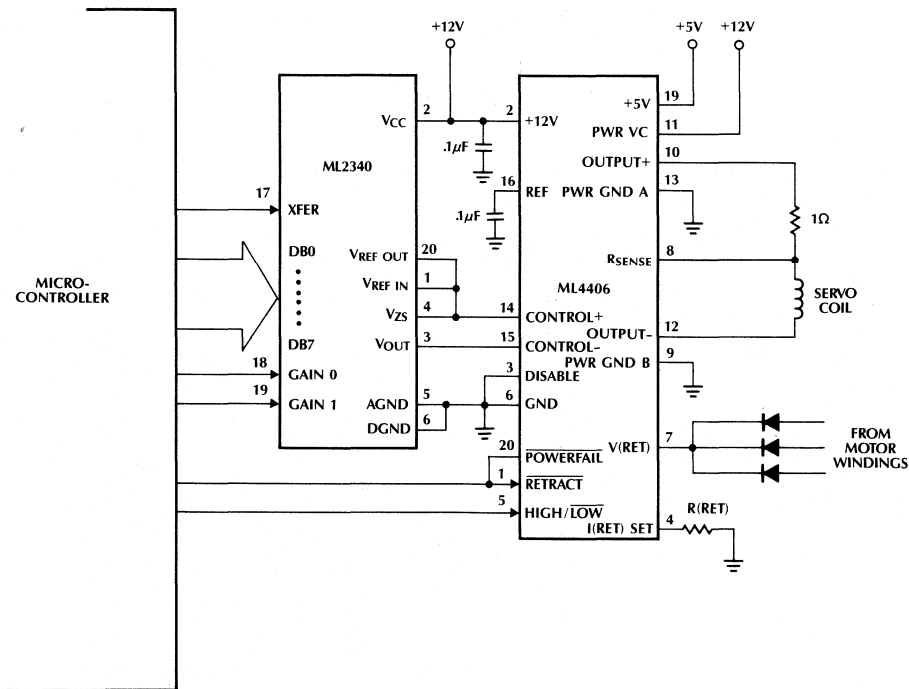 +12V
+5V
+12V
MICRO-
CONTROLLER
ML2340
VCC
2
17
XFER
DB0
DB7
18
GAIN 0
19
GAIN 1
VREF OUT
20
VREF IN
1
VZS
4
VOUT
3
AGND
5
DGND
6
.1µF
.1µF
ML4406
2
+12V
16
REF
14
CONTROL+
15
CONTROL–
3
DISABLE
6
GND
20
POWERFAIL
1
RETRACT
5
HIGH/LOW
+5V
19
PWR VC
11
OUTPUT+
10
PWR GND A
13
RSENSE
8
OUTPUT–
12
PWR GND B
9
V(RET)
7
I(RET) SET
4
1Ω
SERVO
COIL
FROM
MOTOR
WINDINGS
R(RET)